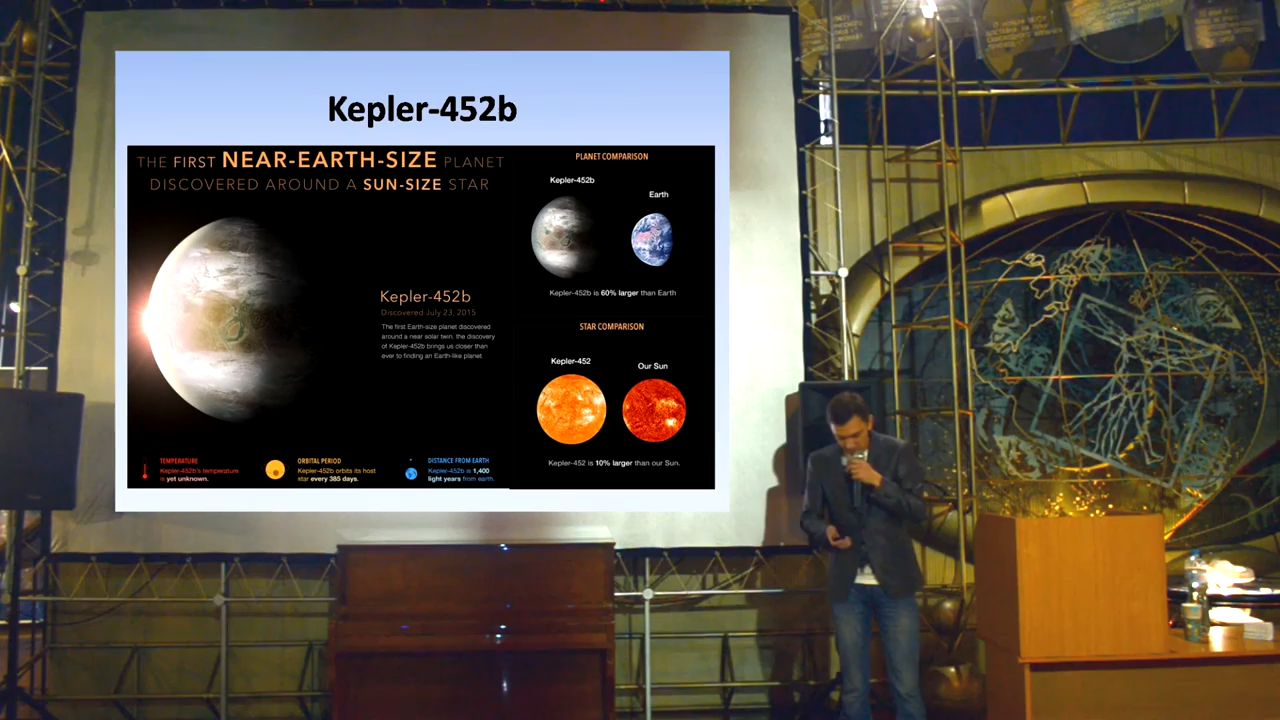 Kepler-452b
THE FIRST NEAR-EARTH-SIZE PLANET
DISCOVERED AROUND A SUN-SIZE STAR
Kepler-452b
Discovered July 23, 2015
The first Earth-size planet discovered
around a near solar twin, the discovery
of Kepler-452b brings us closer than
ever to finding an Earth-like planet
TEMPERATURE
Kepler-452b's temperature
is yet unknown.
ORBITAL PERIOD
Kepler-452b orbits its host
star every 385 days.
DISTANCE FROM EARTH
Kepler-452b is 1,400
light years from earth.
PLANET COMPARISON
Kepler-452b
Earth
Kepler-452b is 60% larger than Earth
STAR COMPARISON
Kepler-452
Our Sun
Kepler-452 is 10% larger than our Sun.